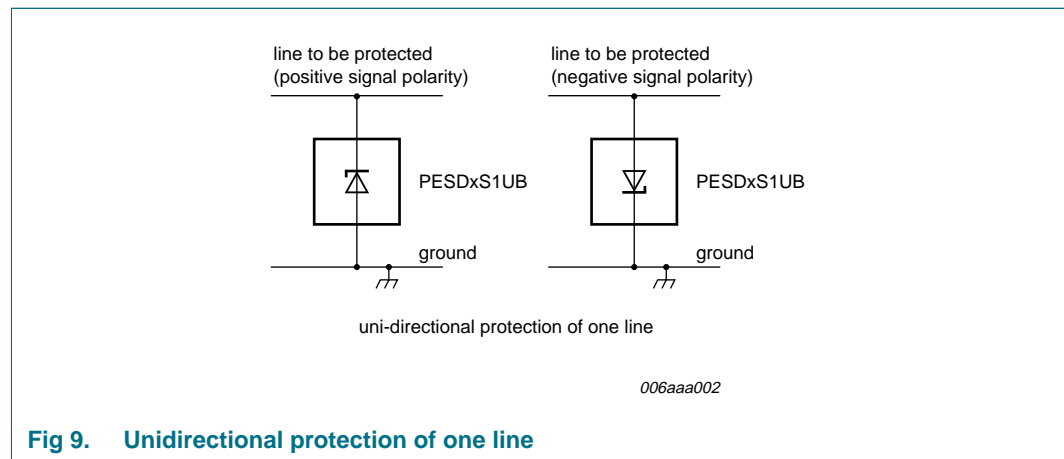 line to be protected
(positive signal polarity)
line to be protected
(negative signal polarity)
PESDxS1UB
PESDxS1UB
ground
ground
uni-directional protection of one line
006aaa002
Fig 9. Unidirectional protection of one line